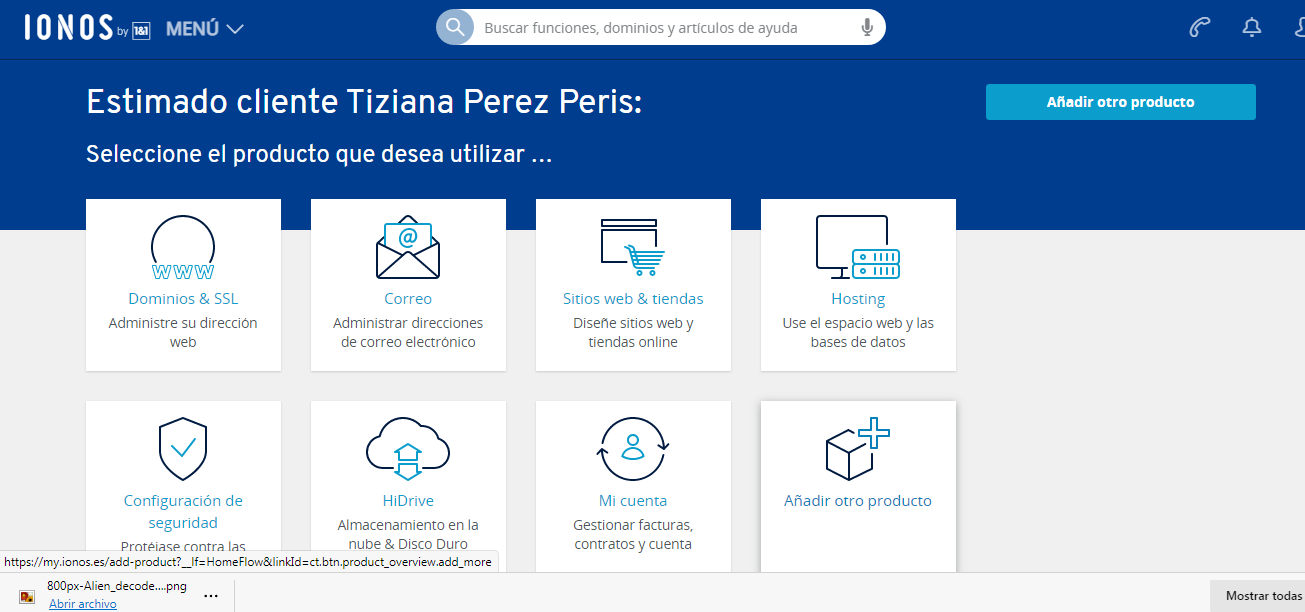 IONOS by 1&1 MENÚ
Buscar funciones, dominios y artículos de ayuda
Estimado cliente Tiziana Perez Peris:
Añadir otro producto
Seleccione el producto que desea utilizar ...
www
Dominios & SSL
Administre su dirección
web
@
Correo
Administrar direcciones
de correo electrónico
Sitios web & tiendas
Diseñe sitios web y
tiendas online
Hosting
Use el espacio web y las
bases de datos
Configuración de
seguridad
Protéjase contra las
HiDrive
Almacenamiento en la
nube & Disco Duro
Mi cuenta
Gestionar facturas,
contratos y cuenta
Añadir otro producto
https://my.ionos.es/add-product?__lf=HomeFlow&linkId=ct.btn.product_overview.add_more
800px-Alien_decode....png
Abrir archivo
...
Mostrar todas